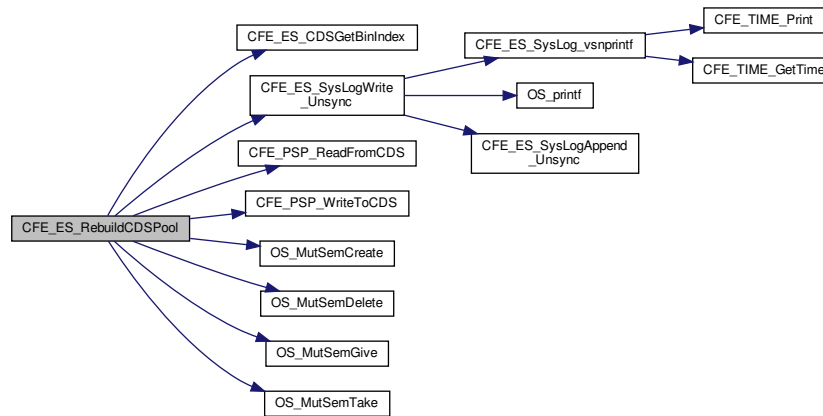 CFE_TIME_Print
CFE_ES_CDSGetBinIndex
CFE_ES_SysLog_vsnprintf
CFE_TIME_GetTime
CFE_ES_SysLogWrite
_Unsync
OS_printf
CFE_ES_SysLogAppend
_Unsync
CFE_PSP_ReadFromCDS
CFE_PSP_WriteToCDS
CFE_ES_RebuildCDSPool
OS_MutSemCreate
OS_MutSemDelete
OS_MutSemGive
OS_MutSemTake